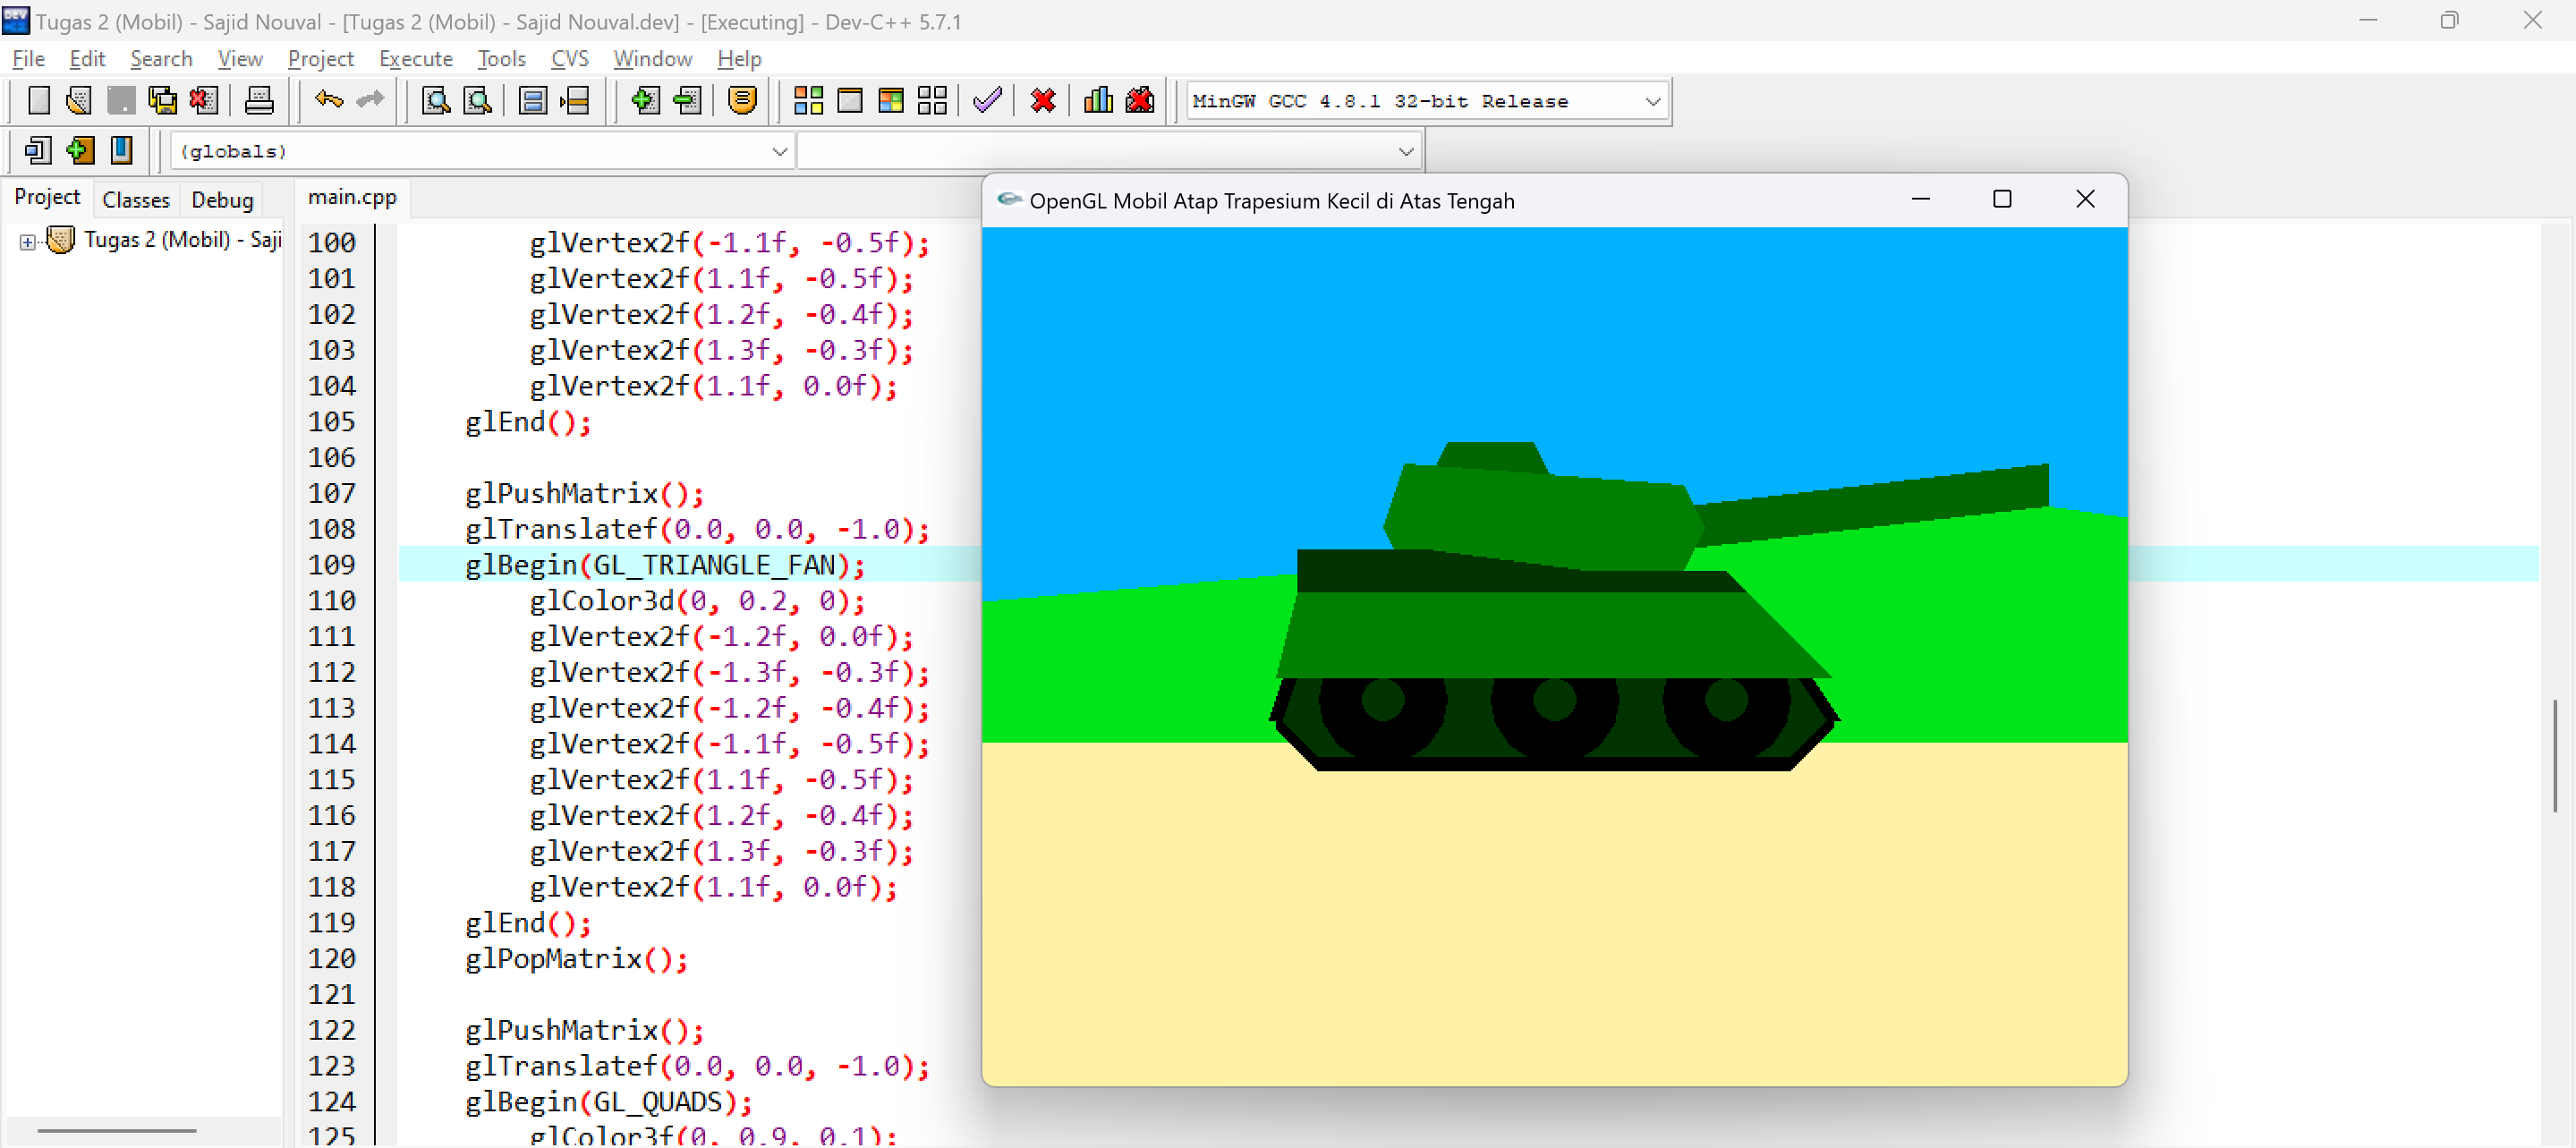 Tugas 2 (Mobil) - Sajid Nouval - [Tugas 2 (Mobil) - Sajid Nouval.dev] - [Executing] - Dev-C++ 5.7.1
File Edit Search View Project Execute Tools CVS Window Help
MinGW GCC 4.8.1 32-bit Release
(globals)
Project Classes Debug
main.cpp
Tugas 2 (Mobil) - Saji
OpenGL Mobil Atap Trapesium Kecil di Atas Tengah
100 glVertex2f(-1.1f, -0.5f);
101 glVertex2f(1.1f, -0.5f);
102 glVertex2f(1.2f, -0.4f);
103 glVertex2f(1.3f, -0.3f);
104 glVertex2f(1.1f, 0.0f);
105 glEnd();
106
107 glPushMatrix();
108 glTranslatef(0.0, 0.0, -1.0);
109 glBegin(GL_TRIANGLE_FAN);
110 glColor3d(0, 0.2, 0);
111 glVertex2f(-1.2f, 0.0f);
112 glVertex2f(-1.3f, -0.3f);
113 glVertex2f(-1.2f, -0.4f);
114 glVertex2f(-1.1f, -0.5f);
115 glVertex2f(1.1f, -0.5f);
116 glVertex2f(1.2f, -0.4f);
117 glVertex2f(1.3f, -0.3f);
118 glVertex2f(1.1f, 0.0f);
119 glEnd();
120 glPopMatrix();
121
122 glPushMatrix();
123 glTranslatef(0.0, 0.0, -1.0);
124 glBegin(GL_QUADS);
125 glColor3f(0, 0.9, 0.1);